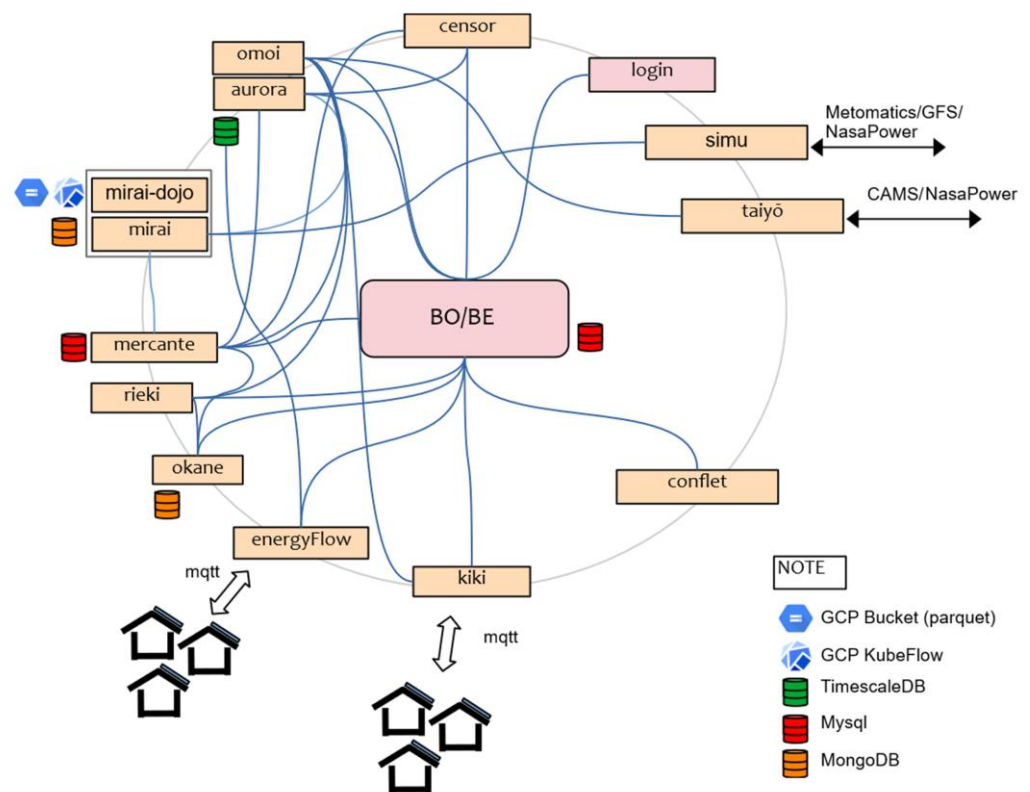 censor
omoi
login
aurora
Metomatics/GFS/
NasaPower
simu
mirai-dojo
CAMS/NasaPower
taiyō
mirai
BO/BE
mercante
rieki
okane
conflet
energyFlow
mqtt
kiki
NOTE
mqtt
GCP Bucket (parquet)
GCP KubeFlow
TimescaleDB
Mysql
MongoDB